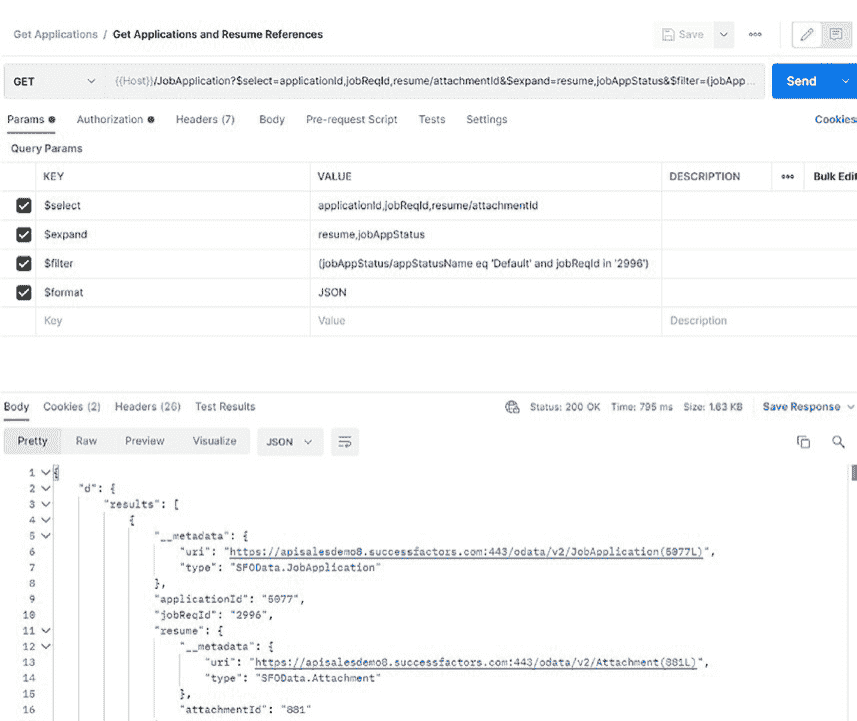 Get Applications / Get Applications and Resume References Save
GET {{Host}}/JobApplication?$select=applicationId,jobReqId,resume/attachmentId&$expand=resume,jobAppStatus&$filter=(jobApp... Send
Params Authorization Headers (7) Body Pre-request Script Tests Settings Cookies
Query Params
KEY VALUE DESCRIPTION Bulk Edit
$select applicationId,jobReqId,resume/attachmentId
$expand resume,jobAppStatus
$filter (jobAppStatus/appStatusName eq 'Default' and jobReqId in '2996')
$format JSON
Key Value Description
Body Cookies (2) Headers (26) Test Results Status: 200 OK Time: 795 ms Size: 1.63 KB Save Response
Pretty Raw Preview Visualize JSON
1 {
2 "d": {
3 "results": [
4 {
5 "__metadata": {
6 "uri": "https://apisalesdemo8.successfactors.com:443/odata/v2/JobApplication(5077L)",
7 "type": "SFOData.JobApplication"
8 },
9 "applicationId": "5077",
10 "jobReqId": "2996",
11 "resume": {
12 "__metadata": {
13 "uri": "https://apisalesdemo8.successfactors.com:443/odata/v2/Attachment(881L)",
14 "type": "SFOData.Attachment"
15 },
16 "attachmentId": "881"